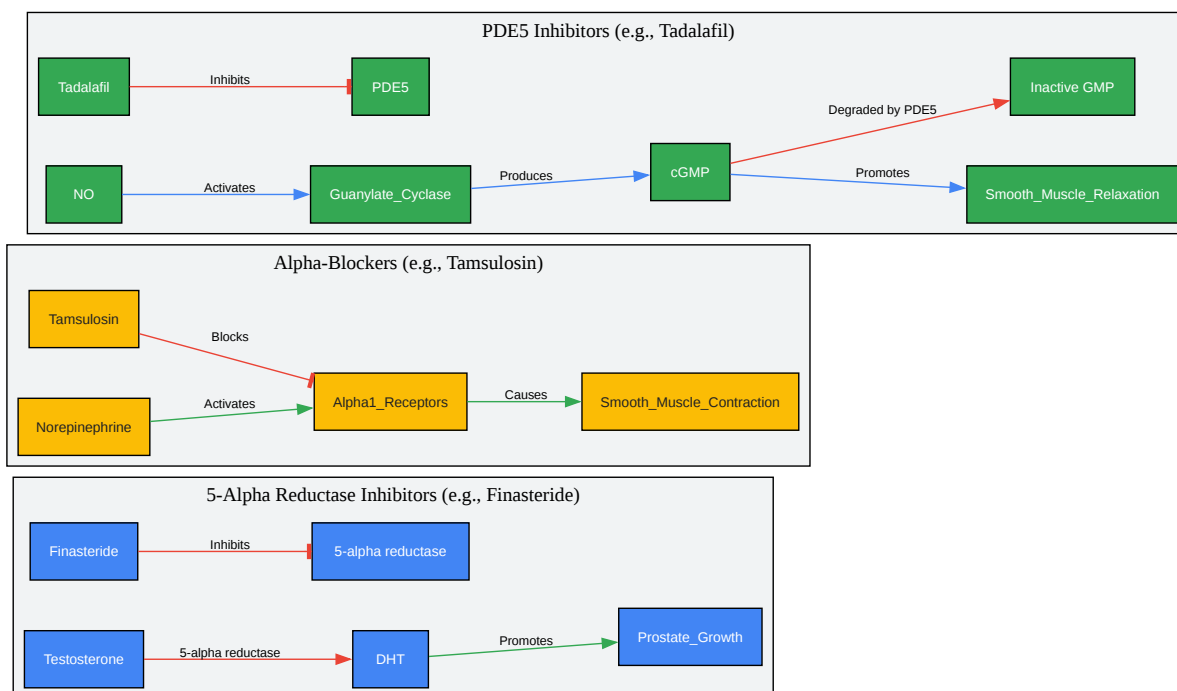 PDE5 Inhibitors (e.g., Tadalafil)
Tadalafil
Inhibits
PDE5
Degraded by PDE5
Inactive GMP
NO
Activates
Guanylate_Cyclase
Produces
cGMP
Promotes
Smooth_Muscle_Relaxation
Alpha-Blockers (e.g., Tamsulosin)
Tamsulosin
Blocks
Norepinephrine
Activates
Alpha1_Receptors
Causes
Smooth_Muscle_Contraction
5-Alpha Reductase Inhibitors (e.g., Finasteride)
Finasteride
Inhibits
5-alpha reductase
Testosterone
5-alpha reductase
DHT
Promotes
Prostate_Growth